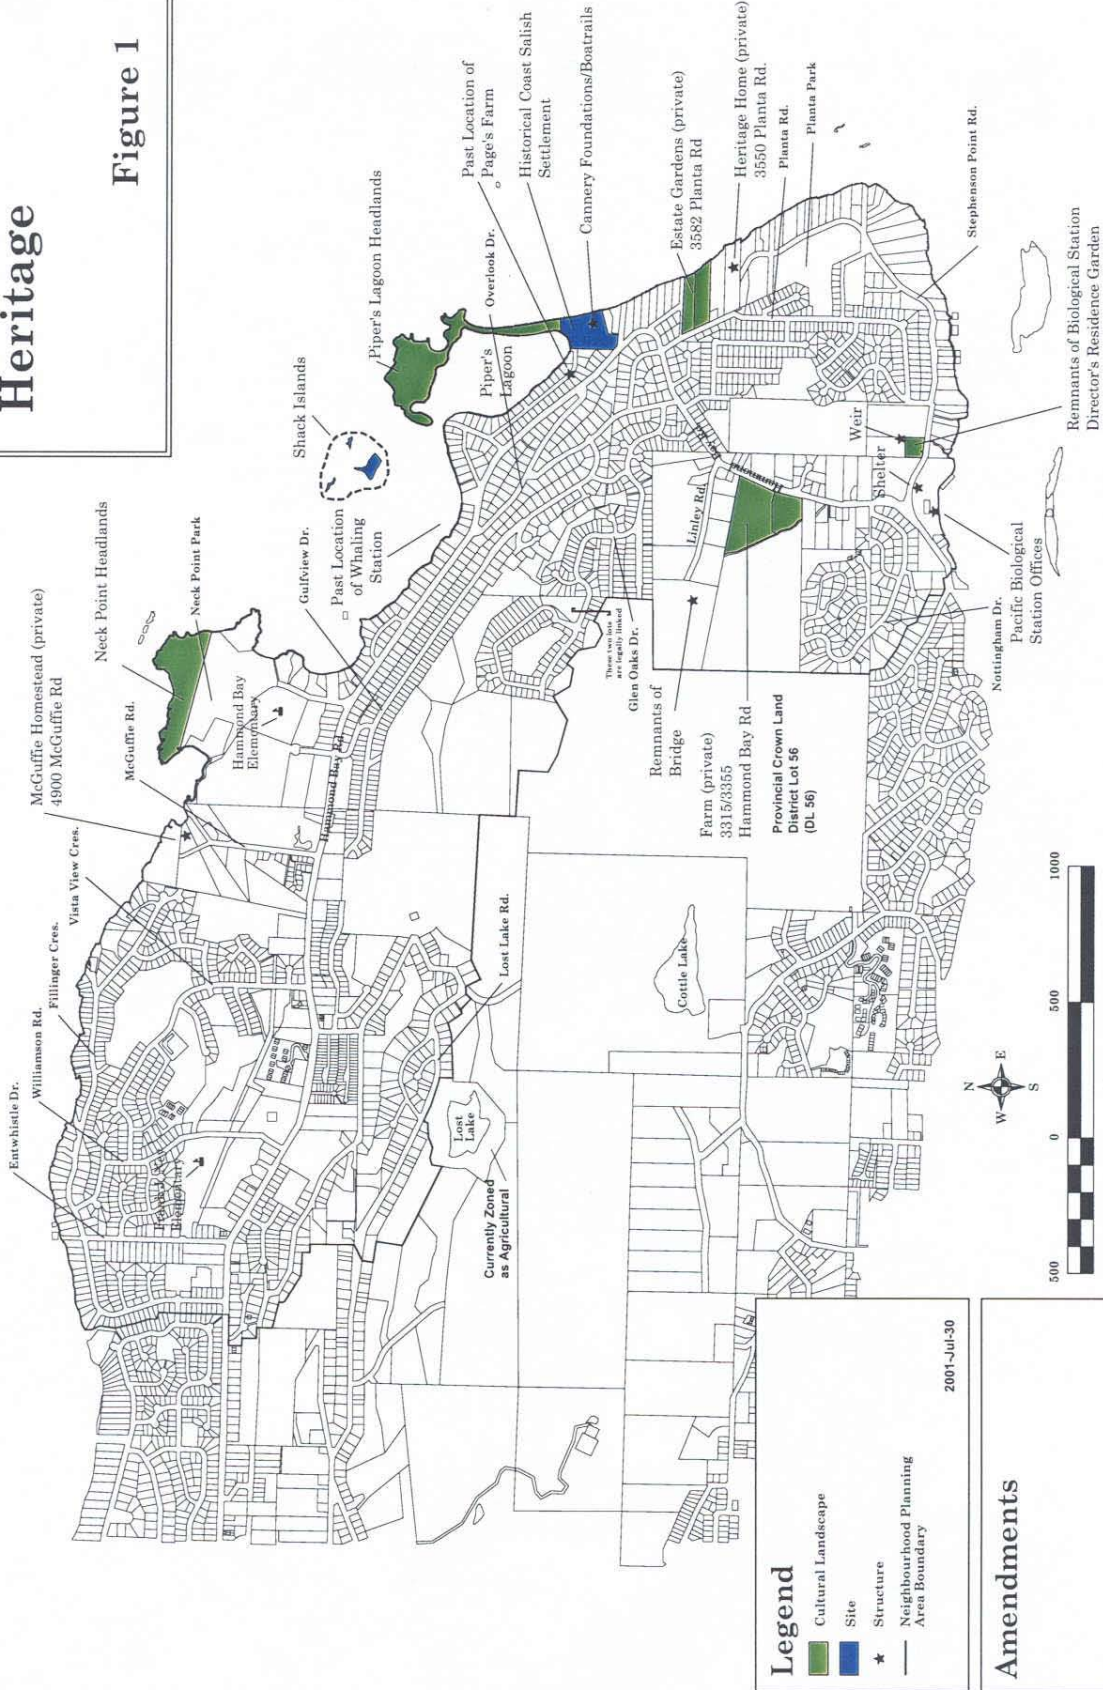 Heritage
Figure 1
McGuffie Homestead (private)
4900 McGuffie Rd
Neck Point Headlands
Neck Point Park
McGuffie Rd.
Vista View Cres.
Fillinger Cres.
Williamson Rd.
Entwhistle Dr.
Hammond Bay
Elementary
Hammond Bay Rd
Gulfview Dr.
Past Location
of Whaling
Station
Shack Islands
Piper's Lagoon Headlands
Piper's
Lagoon
Overlook Dr.
Past Location of
Page's Farm
Historical Coast Salish
Settlement
Cannery Foundations/Boatrails
Estate Gardens (private)
3582 Planta Rd
Heritage Home (private)
3550 Planta Rd.
Planta Rd.
Planta Park
Stephenson Point Rd.
Remnants of Biological Station
Director's Residence Garden
Weir
Shelter
Pacific Biological
Station Offices
Nottingham Dr.
Hammond Bay Rd
Linley Rd.
These two lots
are legally linked
Glen Oaks Dr.
Remnants of
Bridge
Farm (private)
3315/3355
Hammond Bay Rd
Provincial Crown Land
District Lot 56
(DL 56)
Cottle Lake
Lost Lake Rd.
Lost
Lake
Currently Zoned
as Agricultural
Elementary
N
W E
S
500 0 500 1000
Legend
Cultural Landscape
Site
Structure
Neighbourhood Planning
Area Boundary
2001-Jul-30
Amendments